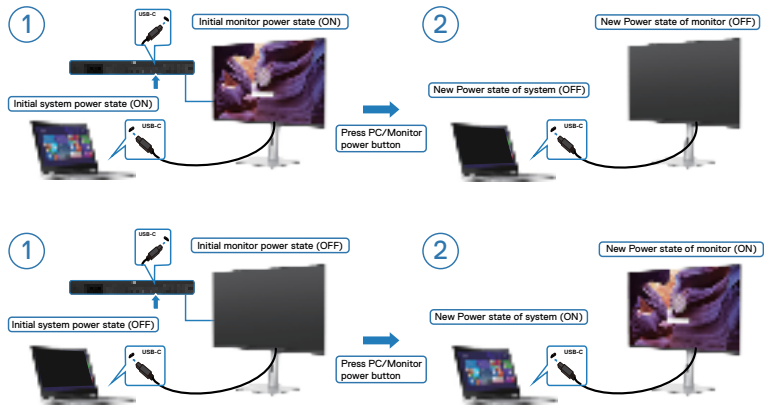 1
USB-C
Initial monitor power state (ON)
Initial system power state (ON)
USB-C
Press PC/Monitor
power button
2
New Power state of monitor (OFF)
New Power state of system (OFF)
USB-C
1
USB-C
Initial monitor power state (OFF)
Initial system power state (OFF)
USB-C
Press PC/Monitor
power button
2
New Power state of monitor (ON)
New Power state of system (ON)
USB-C